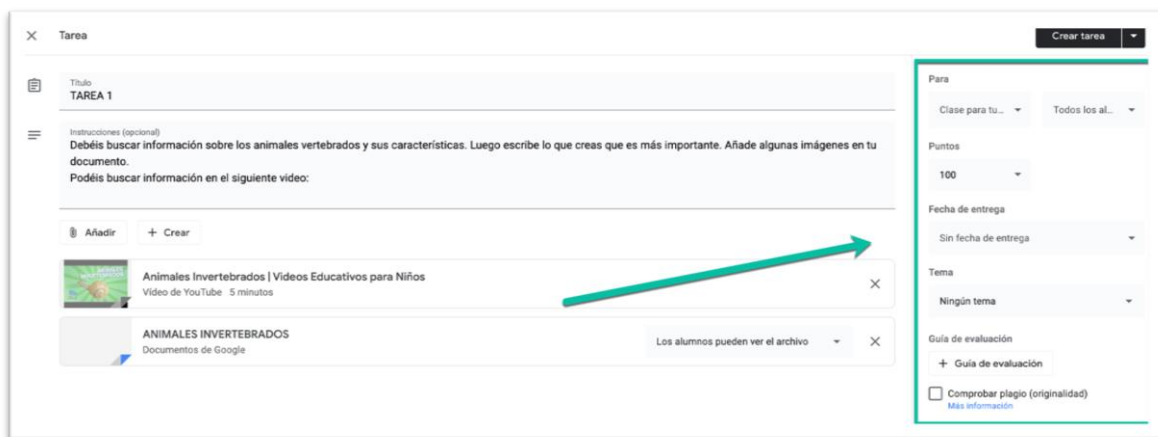 Tarea
Crear tarea
Título
TAREA 1
Instrucciones (opcional)
Debéis buscar información sobre los animales vertebrados y sus características. Luego escribe lo que creas que es más importante. Añade algunas imágenes en tu
documento.
Podéis buscar información en el siguiente video:
Añadir
+ Crear
Animales Invertebrados | Videos Educativos para Niños
Vídeo de YouTube 5 minutos
ANIMALES INVERTEBRADOS
Documentos de Google
Los alumnos pueden ver el archivo
Para
Clase para tu...
Todos los al...
Puntos
100
Fecha de entrega
Sin fecha de entrega
Tema
Ningún tema
Guía de evaluación
+ Guía de evaluación
Comprobar plagio (originalidad)
Más información